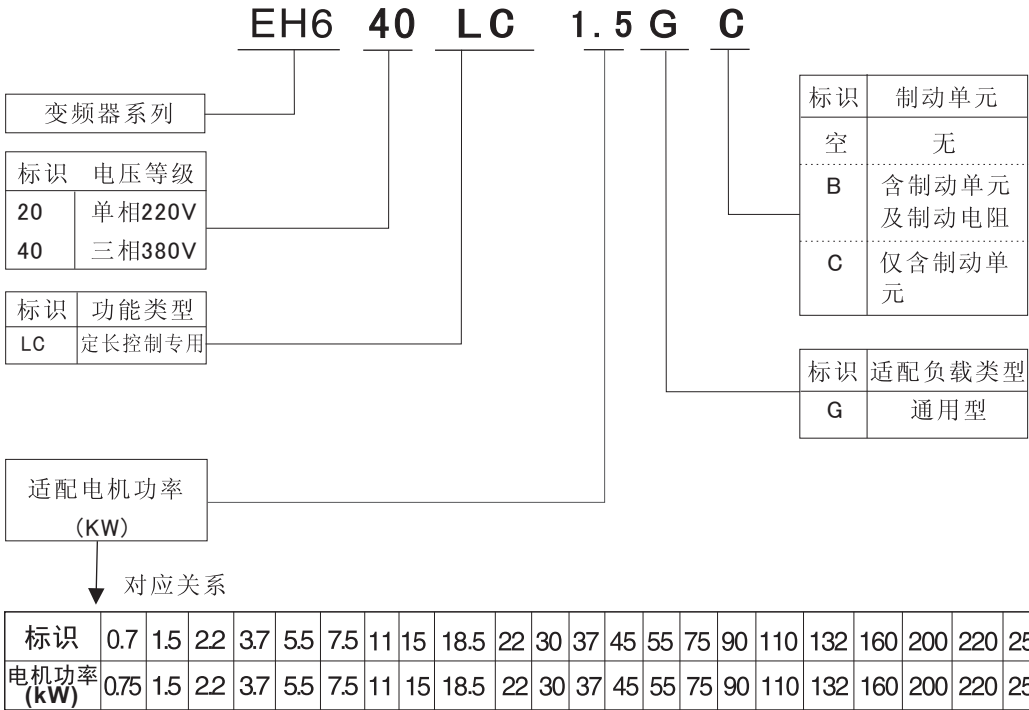 EH6 40 LC 1.5 G C
变频器系列
标识 电压等级
20 单相220V
40 三相380V
标识 功能类型
LC 定长控制专用
适配电机功率
(KW)
对应关系
标识 制动单元
空 无
B 含制动单元
及制动电阻
C 仅含制动单
元
标识 适配负载类型
G 通用型
标识 0.7 1.5 2.2 3.7 5.5 7.5 11 15 18.5 22 30 37 45 55 75 90 110 132 160 200 220 25
电机功率
(kW) 0.75 1.5 2.2 3.7 5.5 7.5 11 15 18.5 22 30 37 45 55 75 90 110 132 160 200 220 25